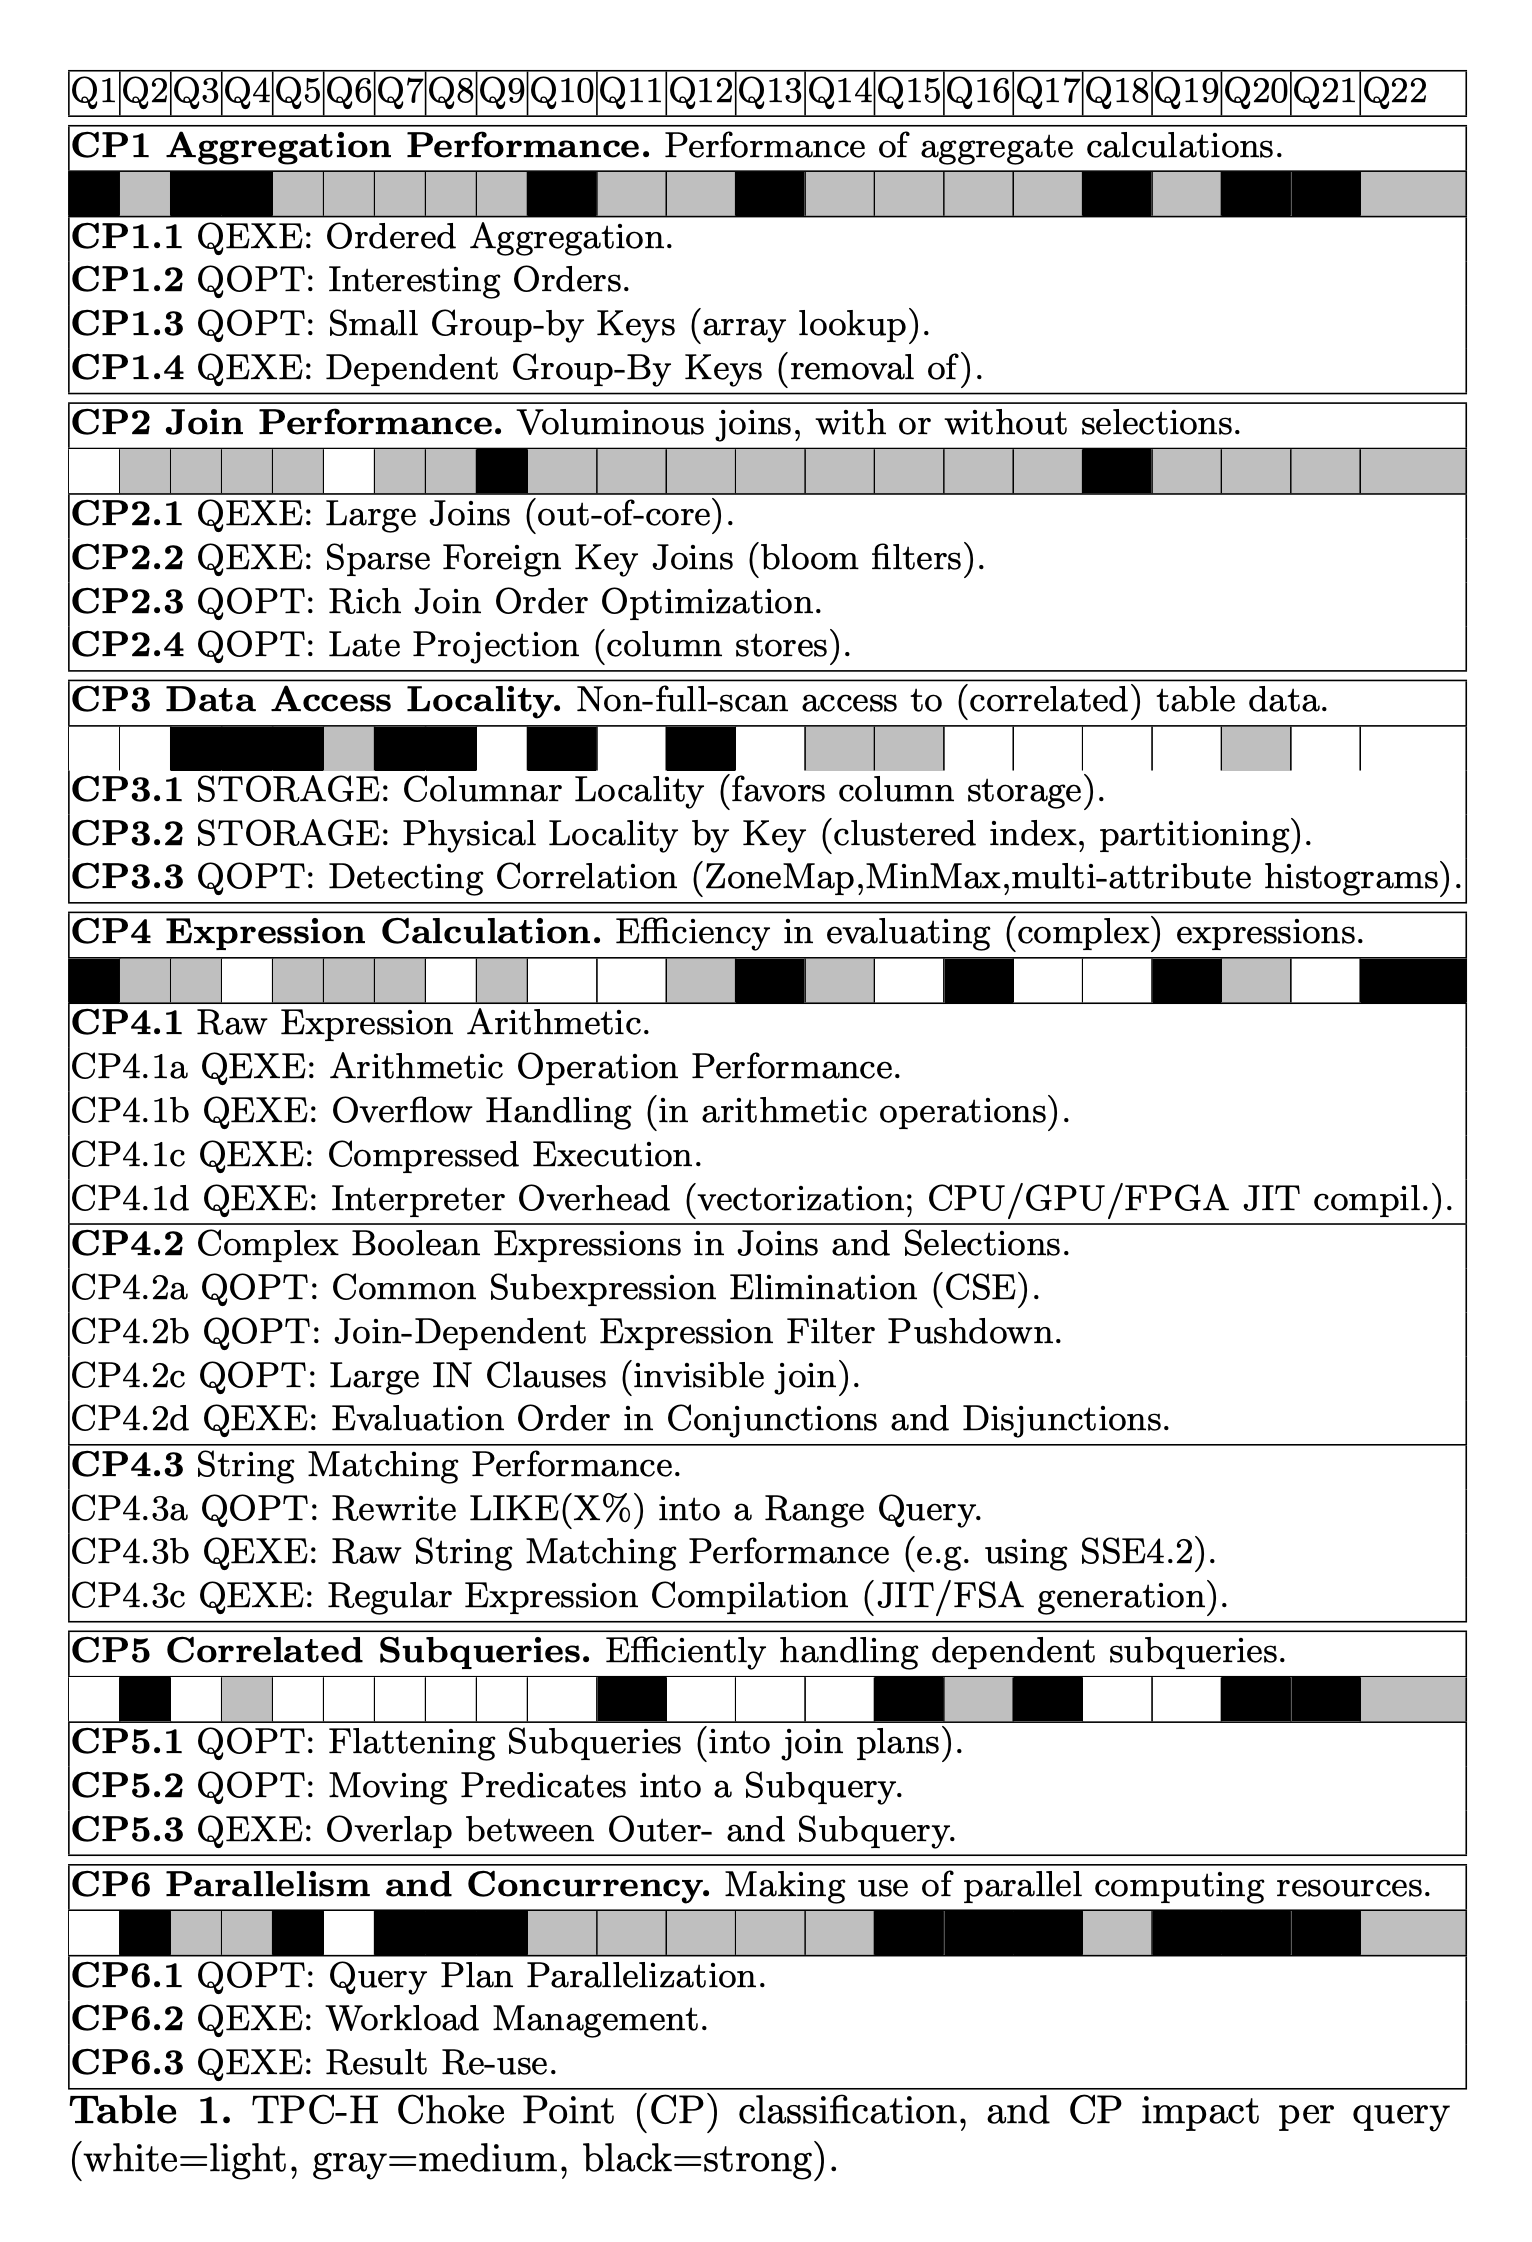 Q1 Q2 Q3 Q4 Q5 Q6 Q7 Q8 Q9 Q10 Q11 Q12 Q13 Q14 Q15 Q16 Q17 Q18 Q19 Q20 Q21 Q22
CP1 Aggregation Performance. Performance of aggregate calculations.
CP1.1 QEXE: Ordered Aggregation.
CP1.2 QOPT: Interesting Orders.
CP1.3 QOPT: Small Group-by Keys (array lookup).
CP1.4 QEXE: Dependent Group-By Keys (removal of).
CP2 Join Performance. Voluminous joins, with or without selections.
CP2.1 QEXE: Large Joins (out-of-core).
CP2.2 QEXE: Sparse Foreign Key Joins (bloom filters).
CP2.3 QOPT: Rich Join Order Optimization.
CP2.4 QOPT: Late Projection (column stores).
CP3 Data Access Locality. Non-full-scan access to (correlated) table data.
CP3.1 STORAGE: Columnar Locality (favors column storage).
CP3.2 STORAGE: Physical Locality by Key (clustered index, partitioning).
CP3.3 QOPT: Detecting Correlation (ZoneMap,MinMax,multi-attribute histograms).
CP4 Expression Calculation. Efficiency in evaluating (complex) expressions.
CP4.1 Raw Expression Arithmetic.
CP4.1a QEXE: Arithmetic Operation Performance.
CP4.1b QEXE: Overflow Handling (in arithmetic operations).
CP4.1c QEXE: Compressed Execution.
CP4.1d QEXE: Interpreter Overhead (vectorization; CPU/GPU/FPGA JIT compil.).
CP4.2 Complex Boolean Expressions in Joins and Selections.
CP4.2a QOPT: Common Subexpression Elimination (CSE).
CP4.2b QOPT: Join-Dependent Expression Filter Pushdown.
CP4.2c QOPT: Large IN Clauses (invisible join).
CP4.2d QEXE: Evaluation Order in Conjunctions and Disjunctions.
CP4.3 String Matching Performance.
CP4.3a QOPT: Rewrite LIKE(X%) into a Range Query.
CP4.3b QEXE: Raw String Matching Performance (e.g. using SSE4.2).
CP4.3c QEXE: Regular Expression Compilation (JIT/FSA generation).
CP5 Correlated Subqueries. Efficiently handling dependent subqueries.
CP5.1 QOPT: Flattening Subqueries (into join plans).
CP5.2 QOPT: Moving Predicates into a Subquery.
CP5.3 QEXE: Overlap between Outer- and Subquery.
CP6 Parallelism and Concurrency. Making use of parallel computing resources.
CP6.1 QOPT: Query Plan Parallelization.
CP6.2 QEXE: Workload Management.
CP6.3 QEXE: Result Re-use.
Table 1. TPC-H Choke Point (CP) classification, and CP impact per query
(white=light, gray=medium, black=strong).